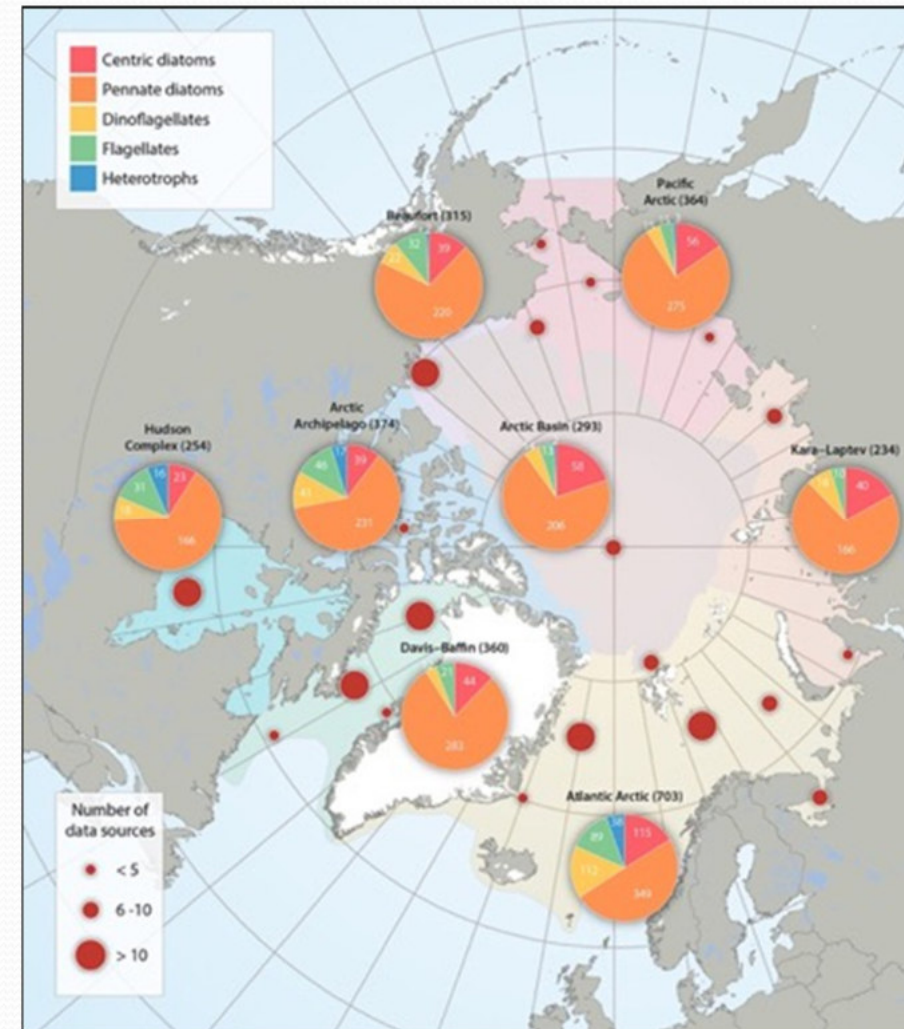 Centric diatoms
Pennate diatoms
Dinoflagellates
Flagellates
Heterotrophs
Beaufort (315)
32
39
220
Pacific
Arctic (364)
56
275
Hudson
Complex (254)
31
16
23
166
Arctic
Archipelago (374)
46
17
39
41
231
Arctic Basin (293)
13
58
206
Kara-Laptev (234)
40
166
Davis-Baffin (360)
21
44
283
Atlantic Arctic (703)
89
38
115
112
349
Number of
data sources
< 5
6 -10
> 10